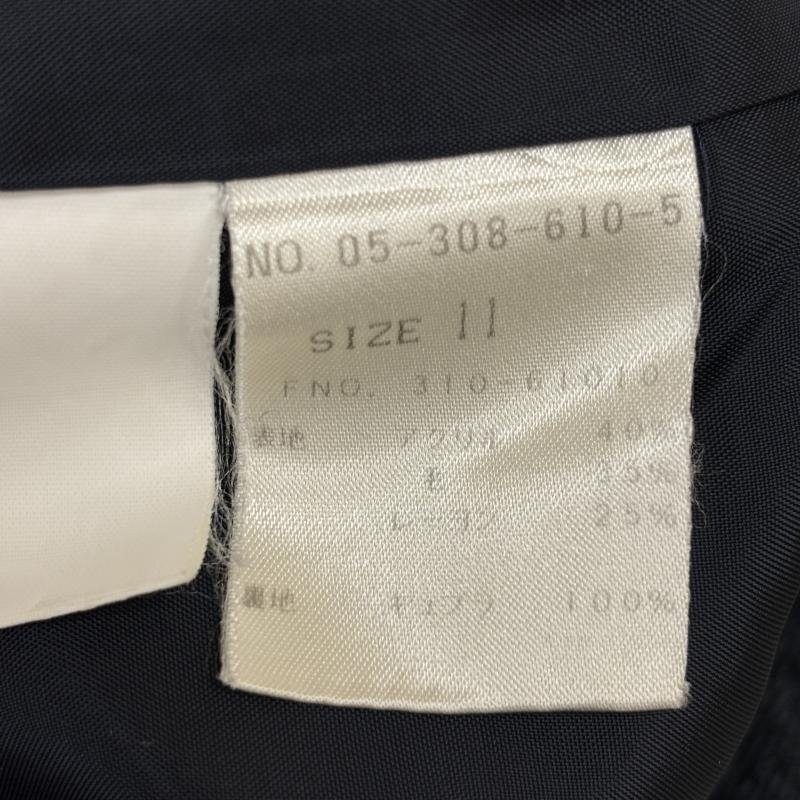 NO. 05-308-610-5
SIZE 11
FNO. 310-61010
表地 アクリル 40%
毛 35%
レーヨン 25%
裏地 キュプラ 100%